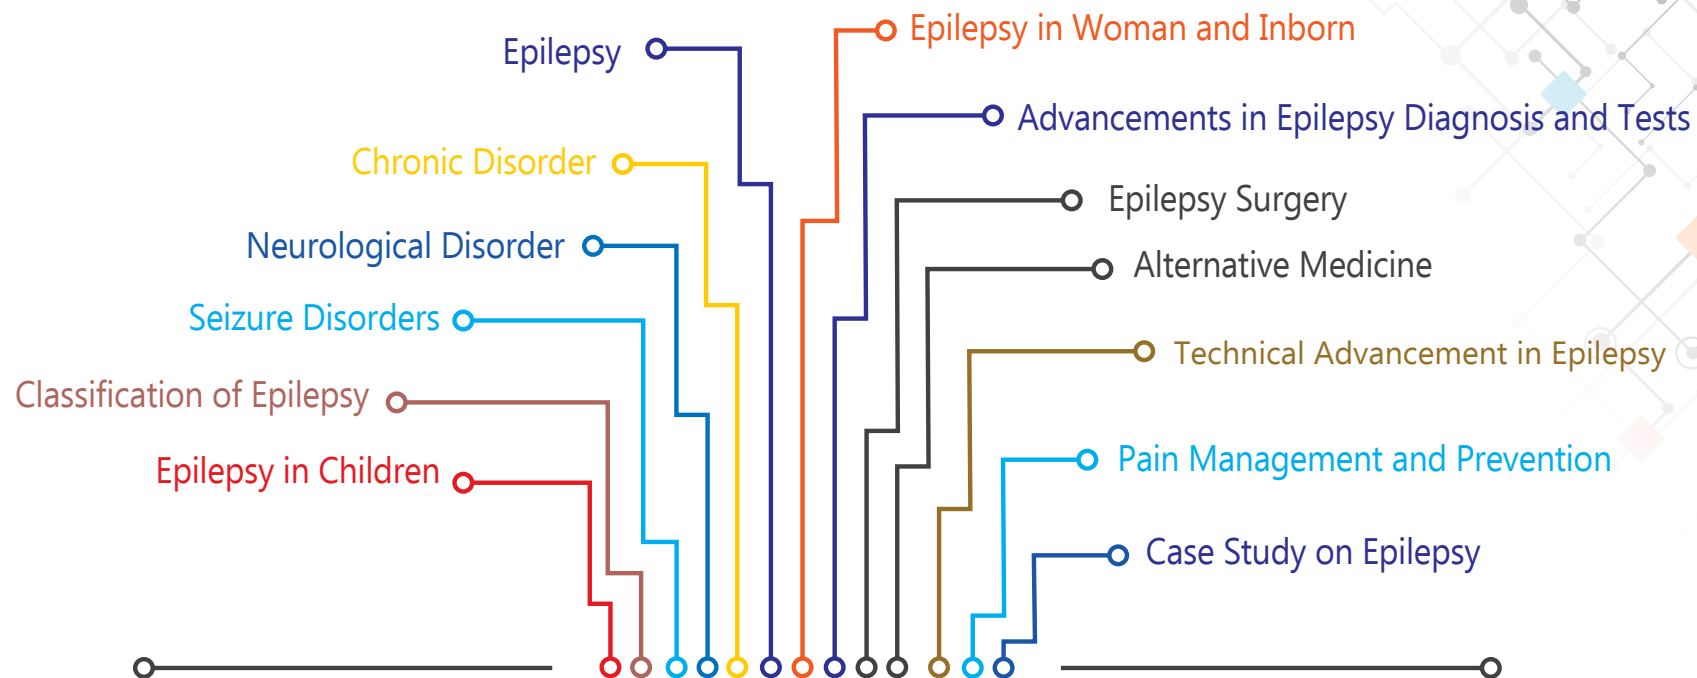 Epilepsy
Chronic Disorder
Neurological Disorder
Seizure Disorders
Classification of Epilepsy
Epilepsy in Children
Epilepsy in Woman and Inborn
Advancements in Epilepsy Diagnosis and Tests
Epilepsy Surgery
Alternative Medicine
Technical Advancement in Epilepsy
Pain Management and Prevention
Case Study on Epilepsy